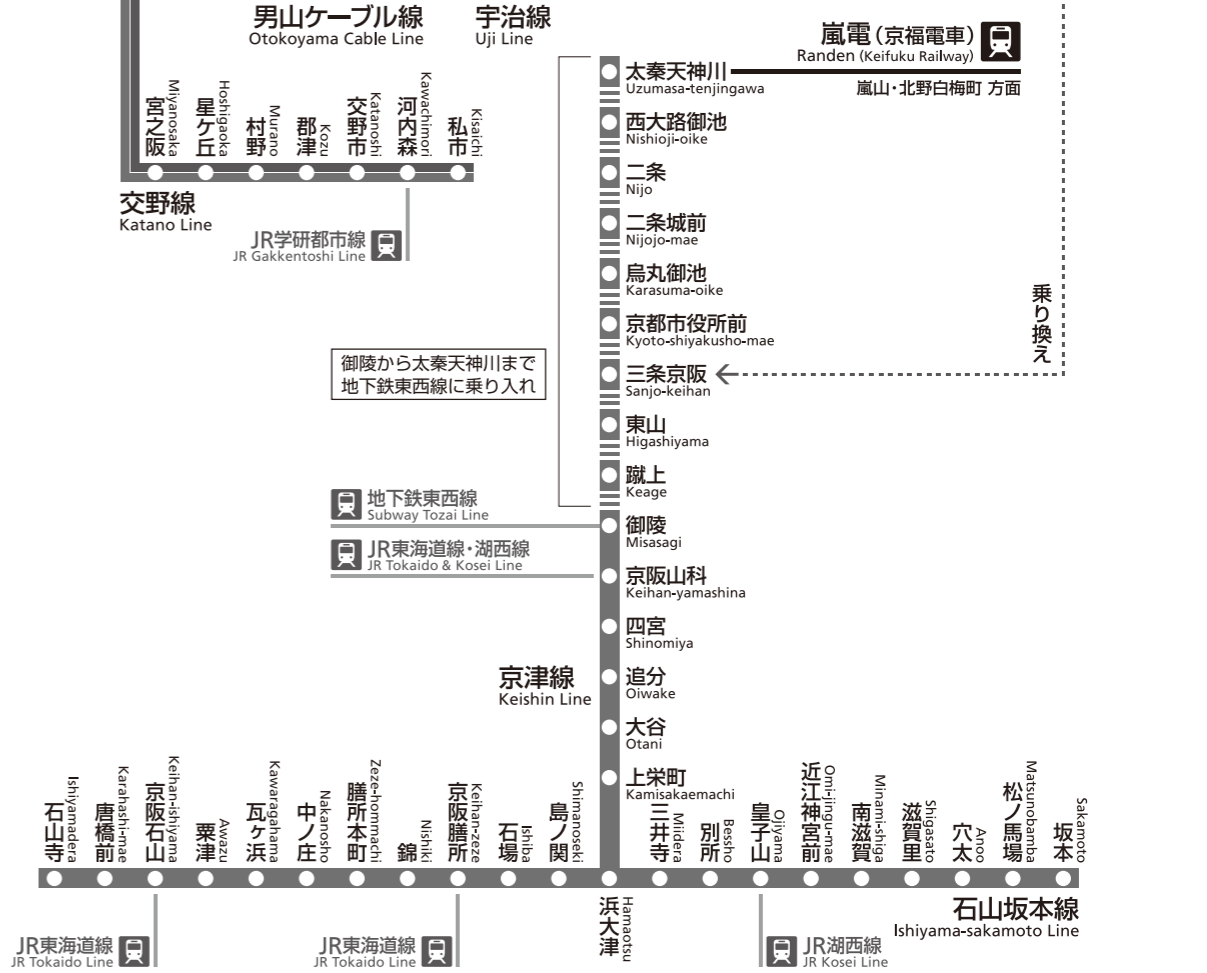 男山ケーブル線
Otokoyama Cable Line
宇治線
Uji Line
嵐電（京福電車）
Randen (Keifuku Railway)
嵐山・北野白梅町 方面
宮之阪
Miyanosaka
星ケ丘
Hoshigaoka
村野
Murano
郡津
Kozu
交野市
Katanoshi
河内森
Kawachimori
私市
Kisaichi
交野線
Katano Line
JR学研都市線
JR Gakkentoshi Line
太秦天神川
Uzumasa-tenjingawa
西大路御池
Nishioji-oike
二条
Nijo
二条城前
Nijojo-mae
烏丸御池
Karasuma-oike
京都市役所前
Kyoto-shiyakusho-mae
三条京阪
Sanjo-keihan
東山
Higashiyama
蹴上
Keage
御陵
Misasagi
京阪山科
Keihan-yamashina
四宮
Shinomiya
追分
Oiwake
大谷
Otani
上栄町
Kamisakaemachi
乗り換え
御陵から太秦天神川まで
地下鉄東西線に乗り入れ
地下鉄東西線
Subway Tozai Line
JR東海道線・湖西線
JR Tokaido & Kosei Line
京津線
Keishin Line
石山寺
Ishiyamadera
唐橋前
Karahashi-mae
京阪石山
Keihan-ishiyama
粟津
Awazu
瓦ヶ浜
Kawaragahama
中ノ庄
Nakanosho
膳所本町
Zeze-hommachi
錦
Nishiki
京阪膳所
Keihan-zeze
石場
Ishiba
島ノ関
Shimanoseki
浜大津
Hamaotsu
三井寺
Miidera
別所
Bessho
皇子山
Ojiyama
近江神宮前
Omi-jingu-mae
南滋賀
Minami-shiga
滋賀里
Shigasato
穴太
Anoo
松ノ馬場
Matsunobamba
坂本
Sakamoto
石山坂本線
Ishiyama-sakamoto Line
JR東海道線
JR Tokaido Line
JR東海道線
JR Tokaido Line
JR湖西線
JR Kosei Line